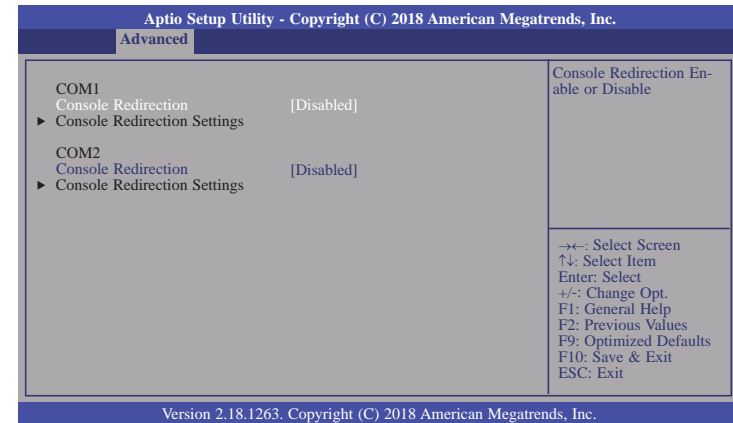 Aptio Setup Utility - Copyright (C) 2018 American Megatrends, Inc.
Advanced
COM1
Console Redirection [Disabled]
► Console Redirection Settings
COM2
Console Redirection [Disabled]
► Console Redirection Settings
Console Redirection En-
able or Disable
→←: Select Screen
↑↓: Select Item
Enter: Select
+/-: Change Opt.
F1: General Help
F2: Previous Values
F9: Optimized Defaults
F10: Save & Exit
ESC: Exit
Version 2.18.1263. Copyright (C) 2018 American Megatrends, Inc.